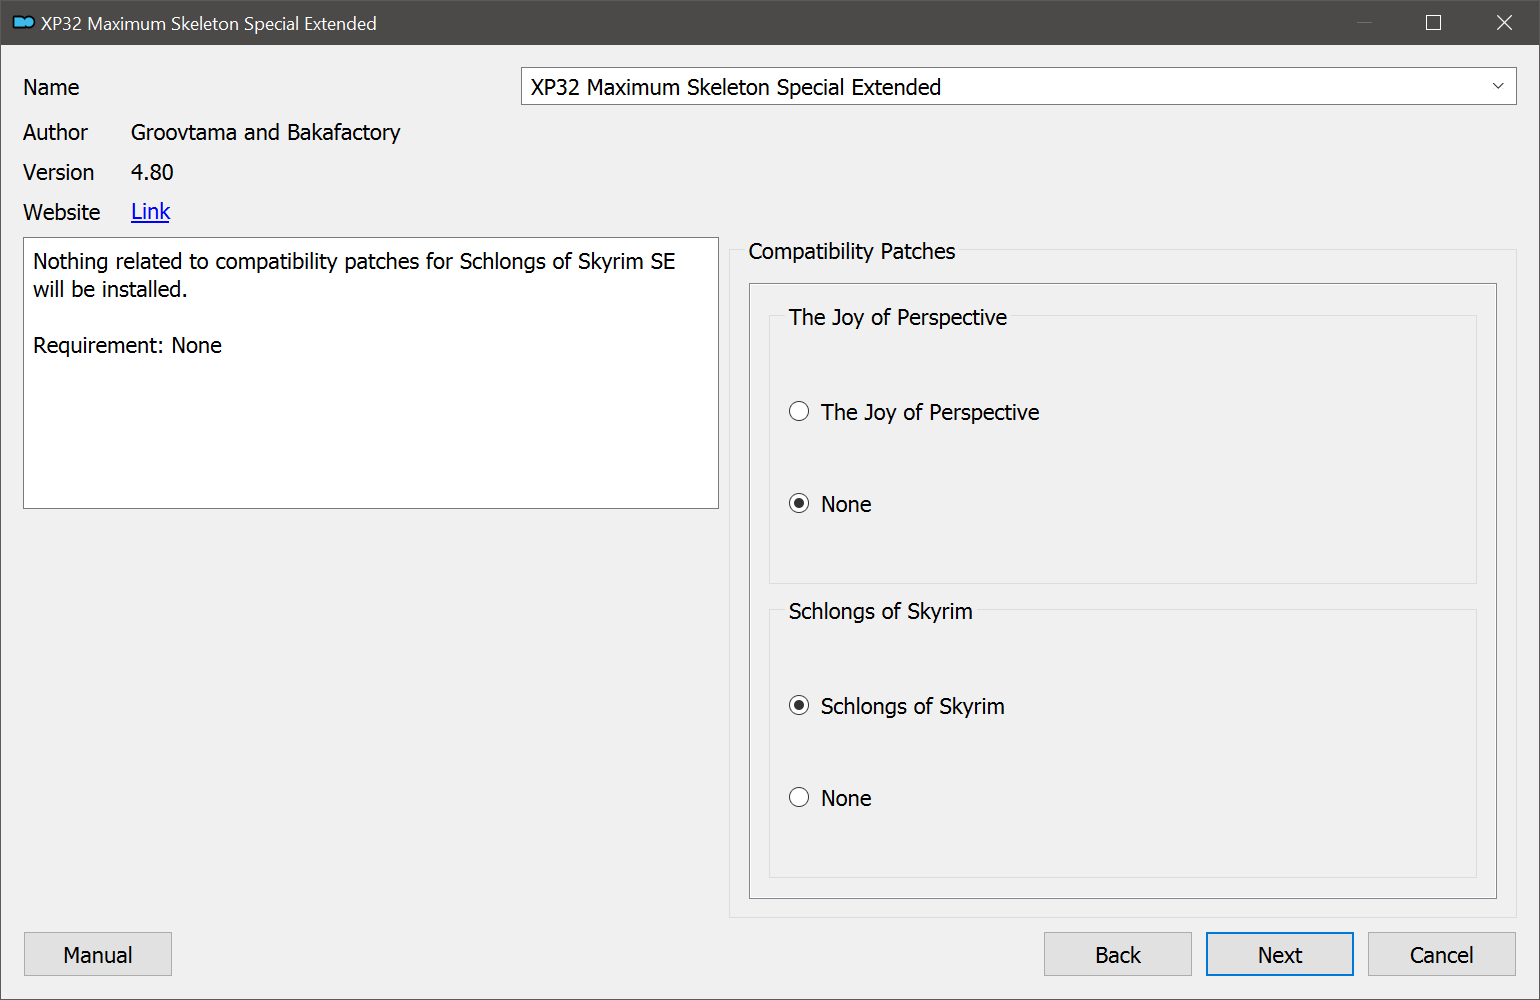 XP32 Maximum Skeleton Special Extended
Name
XP32 Maximum Skeleton Special Extended
Author Groovtama and Bakafactory
Version 4.80
Website Link
Nothing related to compatibility patches for Schlongs of Skyrim SE
will be installed.
Requirement: None
Compatibility Patches
The Joy of Perspective
The Joy of Perspective
None
Schlongs of Skyrim
Schlongs of Skyrim
None
Manual
Back
Next
Cancel